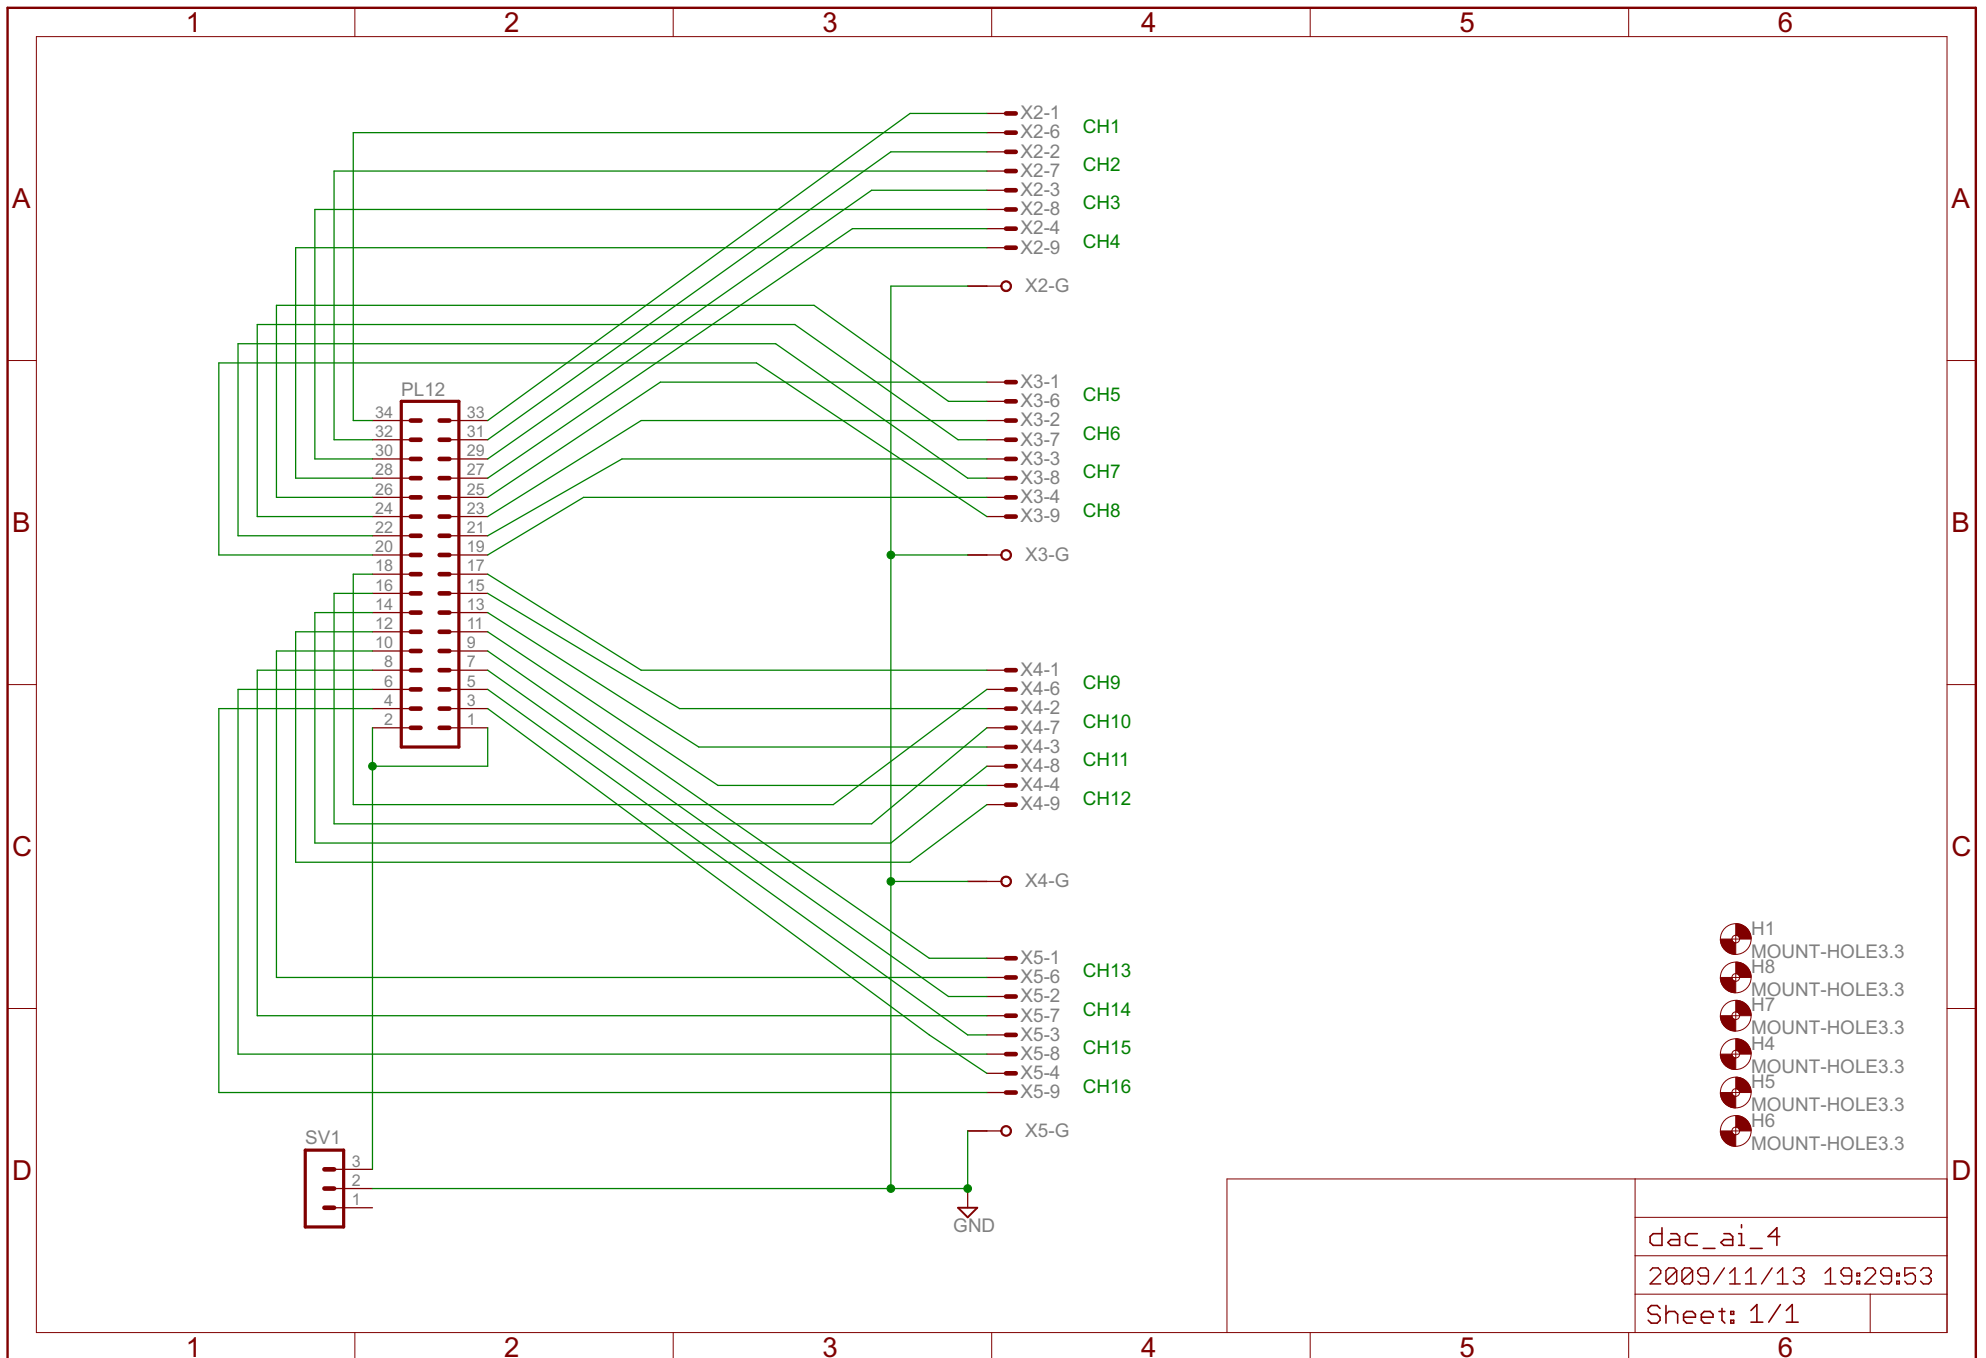 1 2 3 4 5 6
A A
B B
C C
D D
X2-1
X2-6 CH1
X2-2
X2-7 CH2
X2-3
X2-8 CH3
X2-4
X2-9 CH4
X2-G
X3-1
X3-6 CH5
X3-2
X3-7 CH6
X3-3
X3-8 CH7
X3-4
X3-9 CH8
X3-G
PL12
34 33
32 31
30 29
28 27
26 25
24 23
22 21
20 19
18 17
16 15
14 13
12 11
10 9
8 7
6 5
4 3
2 1
X4-1
X4-6 CH9
X4-2
X4-7 CH10
X4-3
X4-8 CH11
X4-4
X4-9 CH12
X4-G
X5-1
X5-6 CH13
X5-2
X5-7 CH14
X5-3
X5-8 CH15
X5-4
X5-9 CH16
X5-G
H1
MOUNT-HOLE3.3
H8
MOUNT-HOLE3.3
H7
MOUNT-HOLE3.3
H4
MOUNT-HOLE3.3
H5
MOUNT-HOLE3.3
H6
MOUNT-HOLE3.3
SV1
3
2
1
GND
dac_ai_4
2009/11/13 19:29:53
Sheet: 1/1
1 2 3 4 5 6